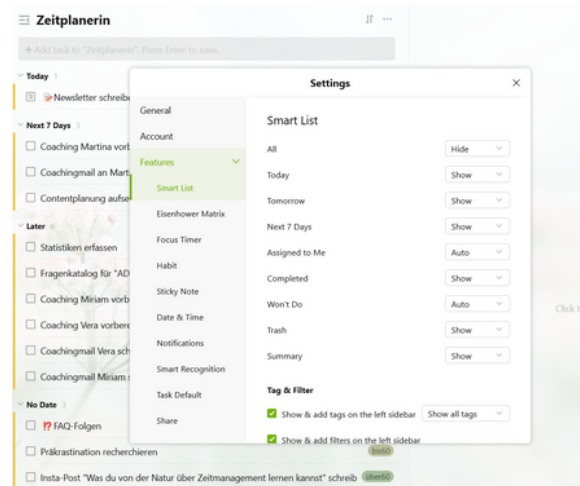 Zeitplanerin
+ Add task to "Zeitplanerin". Press Enter to save.
Today 1
Newsletter schreibe
Next 7 Days 3
Coaching Martina vorb
Coachingmail an Mart
Contentplanung aufse
Later
Statistiken erfassen
Fragenkatalog für "AD
Coaching Miriam vorb
Coaching Vera vorbere
Coachingmail Vera sch
Coachingmail Miriam s
No Date 3
⁉ FAQ-Folgen
Präkrastination recherchieren
bis60
Insta-Post "Was du von der Natur über Zeitmanagement lernen kannst" schreib
über60
Settings
General
Account
Features
Smart List
Eisenhower Matrix
Focus Timer
Habit
Sticky Note
Date & Time
Notifications
Smart Recognition
Task Default
Share
Smart List
All Hide
Today Show
Tomorrow Show
Next 7 Days Show
Assigned to Me Auto
Completed Show
Won't Do Auto
Trash Show
Summary Show
Tag & Filter
Show & add tags on the left sidebar Show all tags
Show & add filters on the left sidebar
Click t